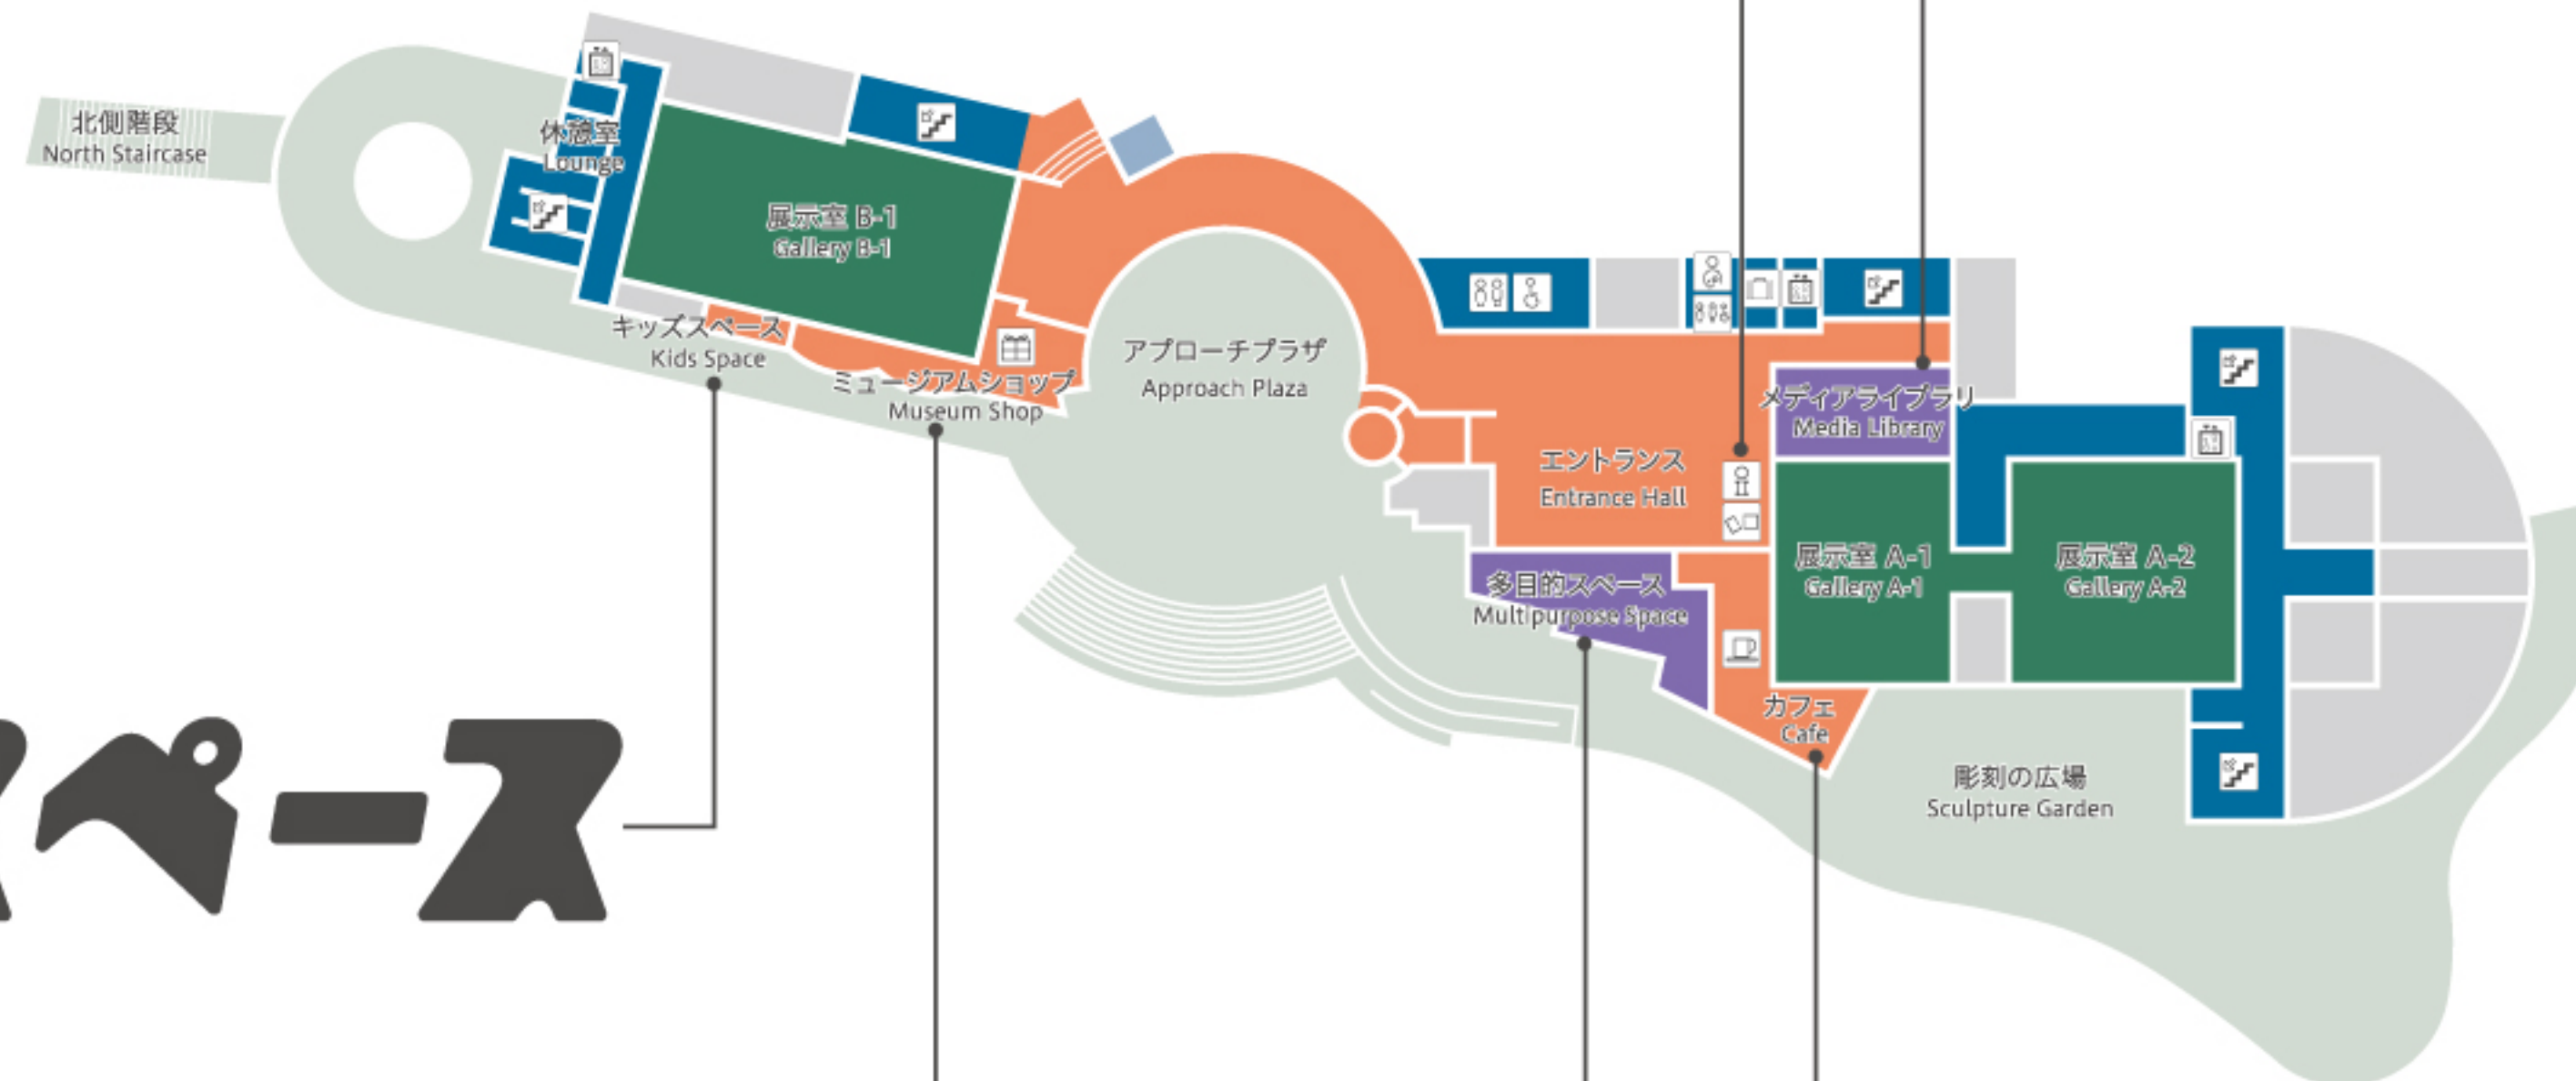 北側階段
North Staircase
休憩室
Lounge
展示室 B-1
Gallery B-1
キッズスペース
Kids Space
ミュージアムショップ
Museum Shop
アプローチプラザ
Approach Plaza
エントランス
Entrance Hall
メディアライブラリ
Media Library
多目的スペース
Multipurpose Space
展示室 A-1
Gallery A-1
展示室 A-2
Gallery A-2
カフェ
Cafe
彫刻の広場
Sculpture Garden
ペース